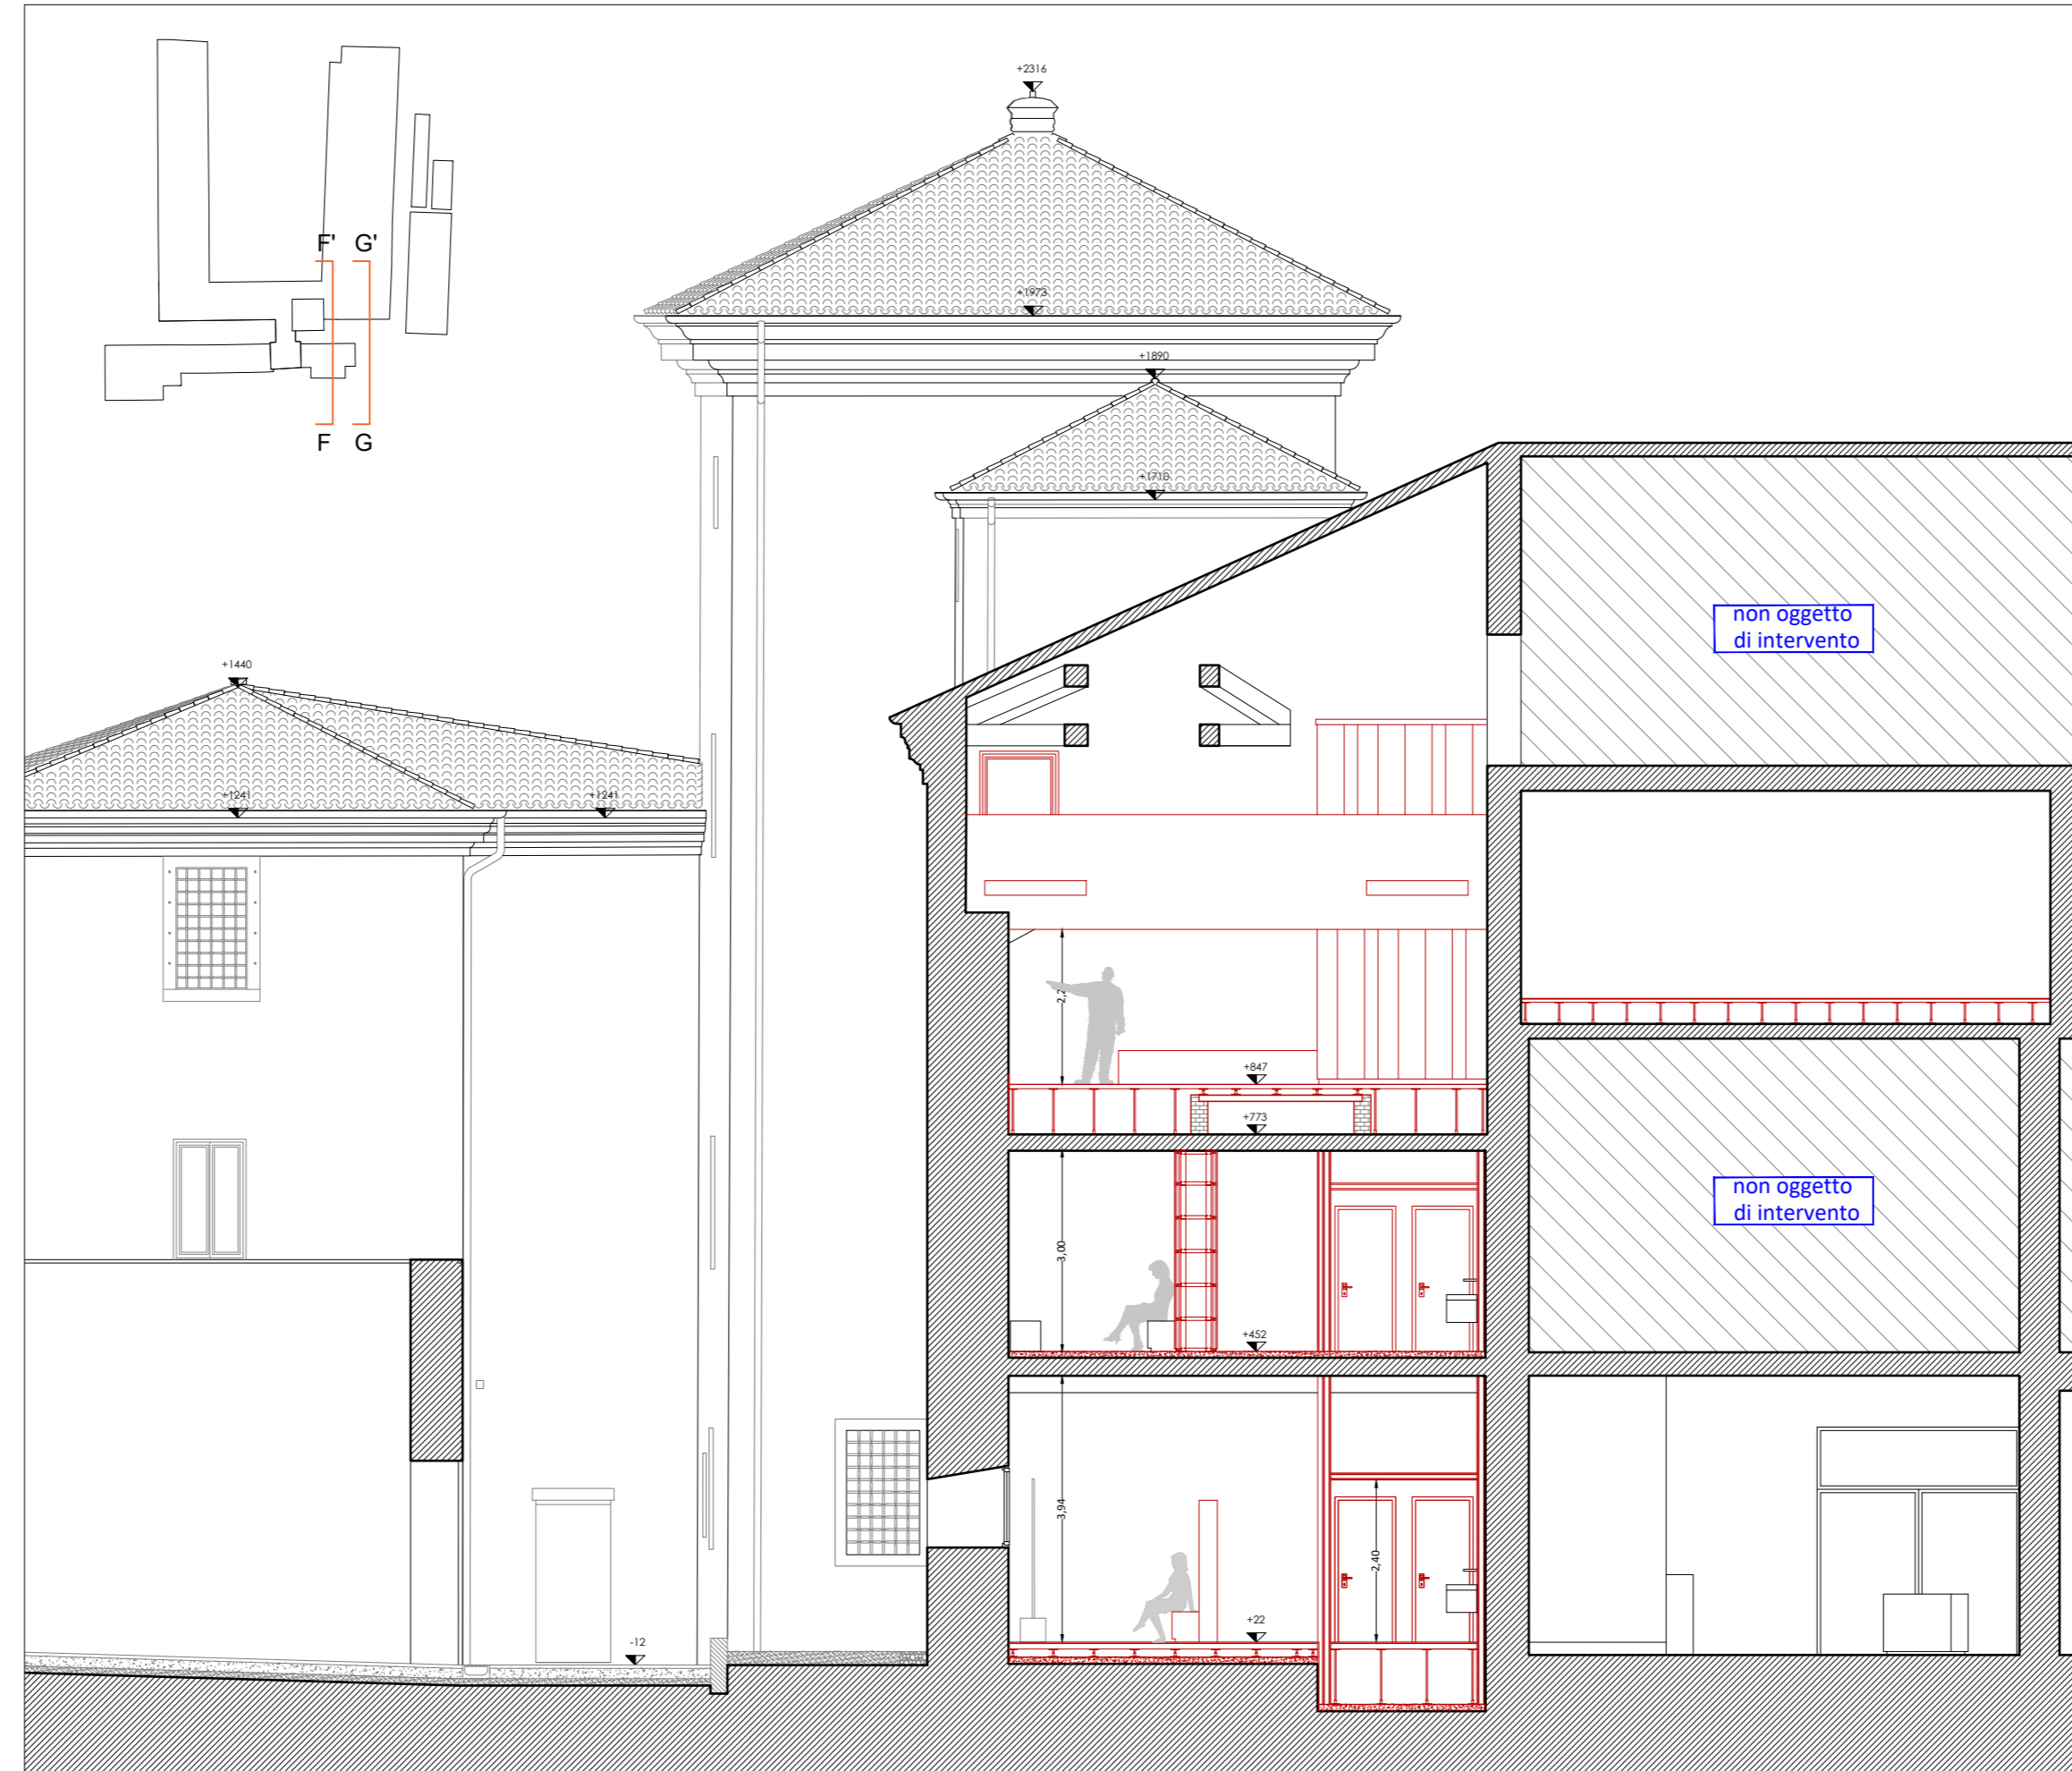 +2316
F' G'
+1973
+1890
F G
+1710
non oggetto
di intervento
+1440
+1241
+1241
+847
+773
non oggetto
di intervento
3,00
+452
3,94
2,40
+22
-12